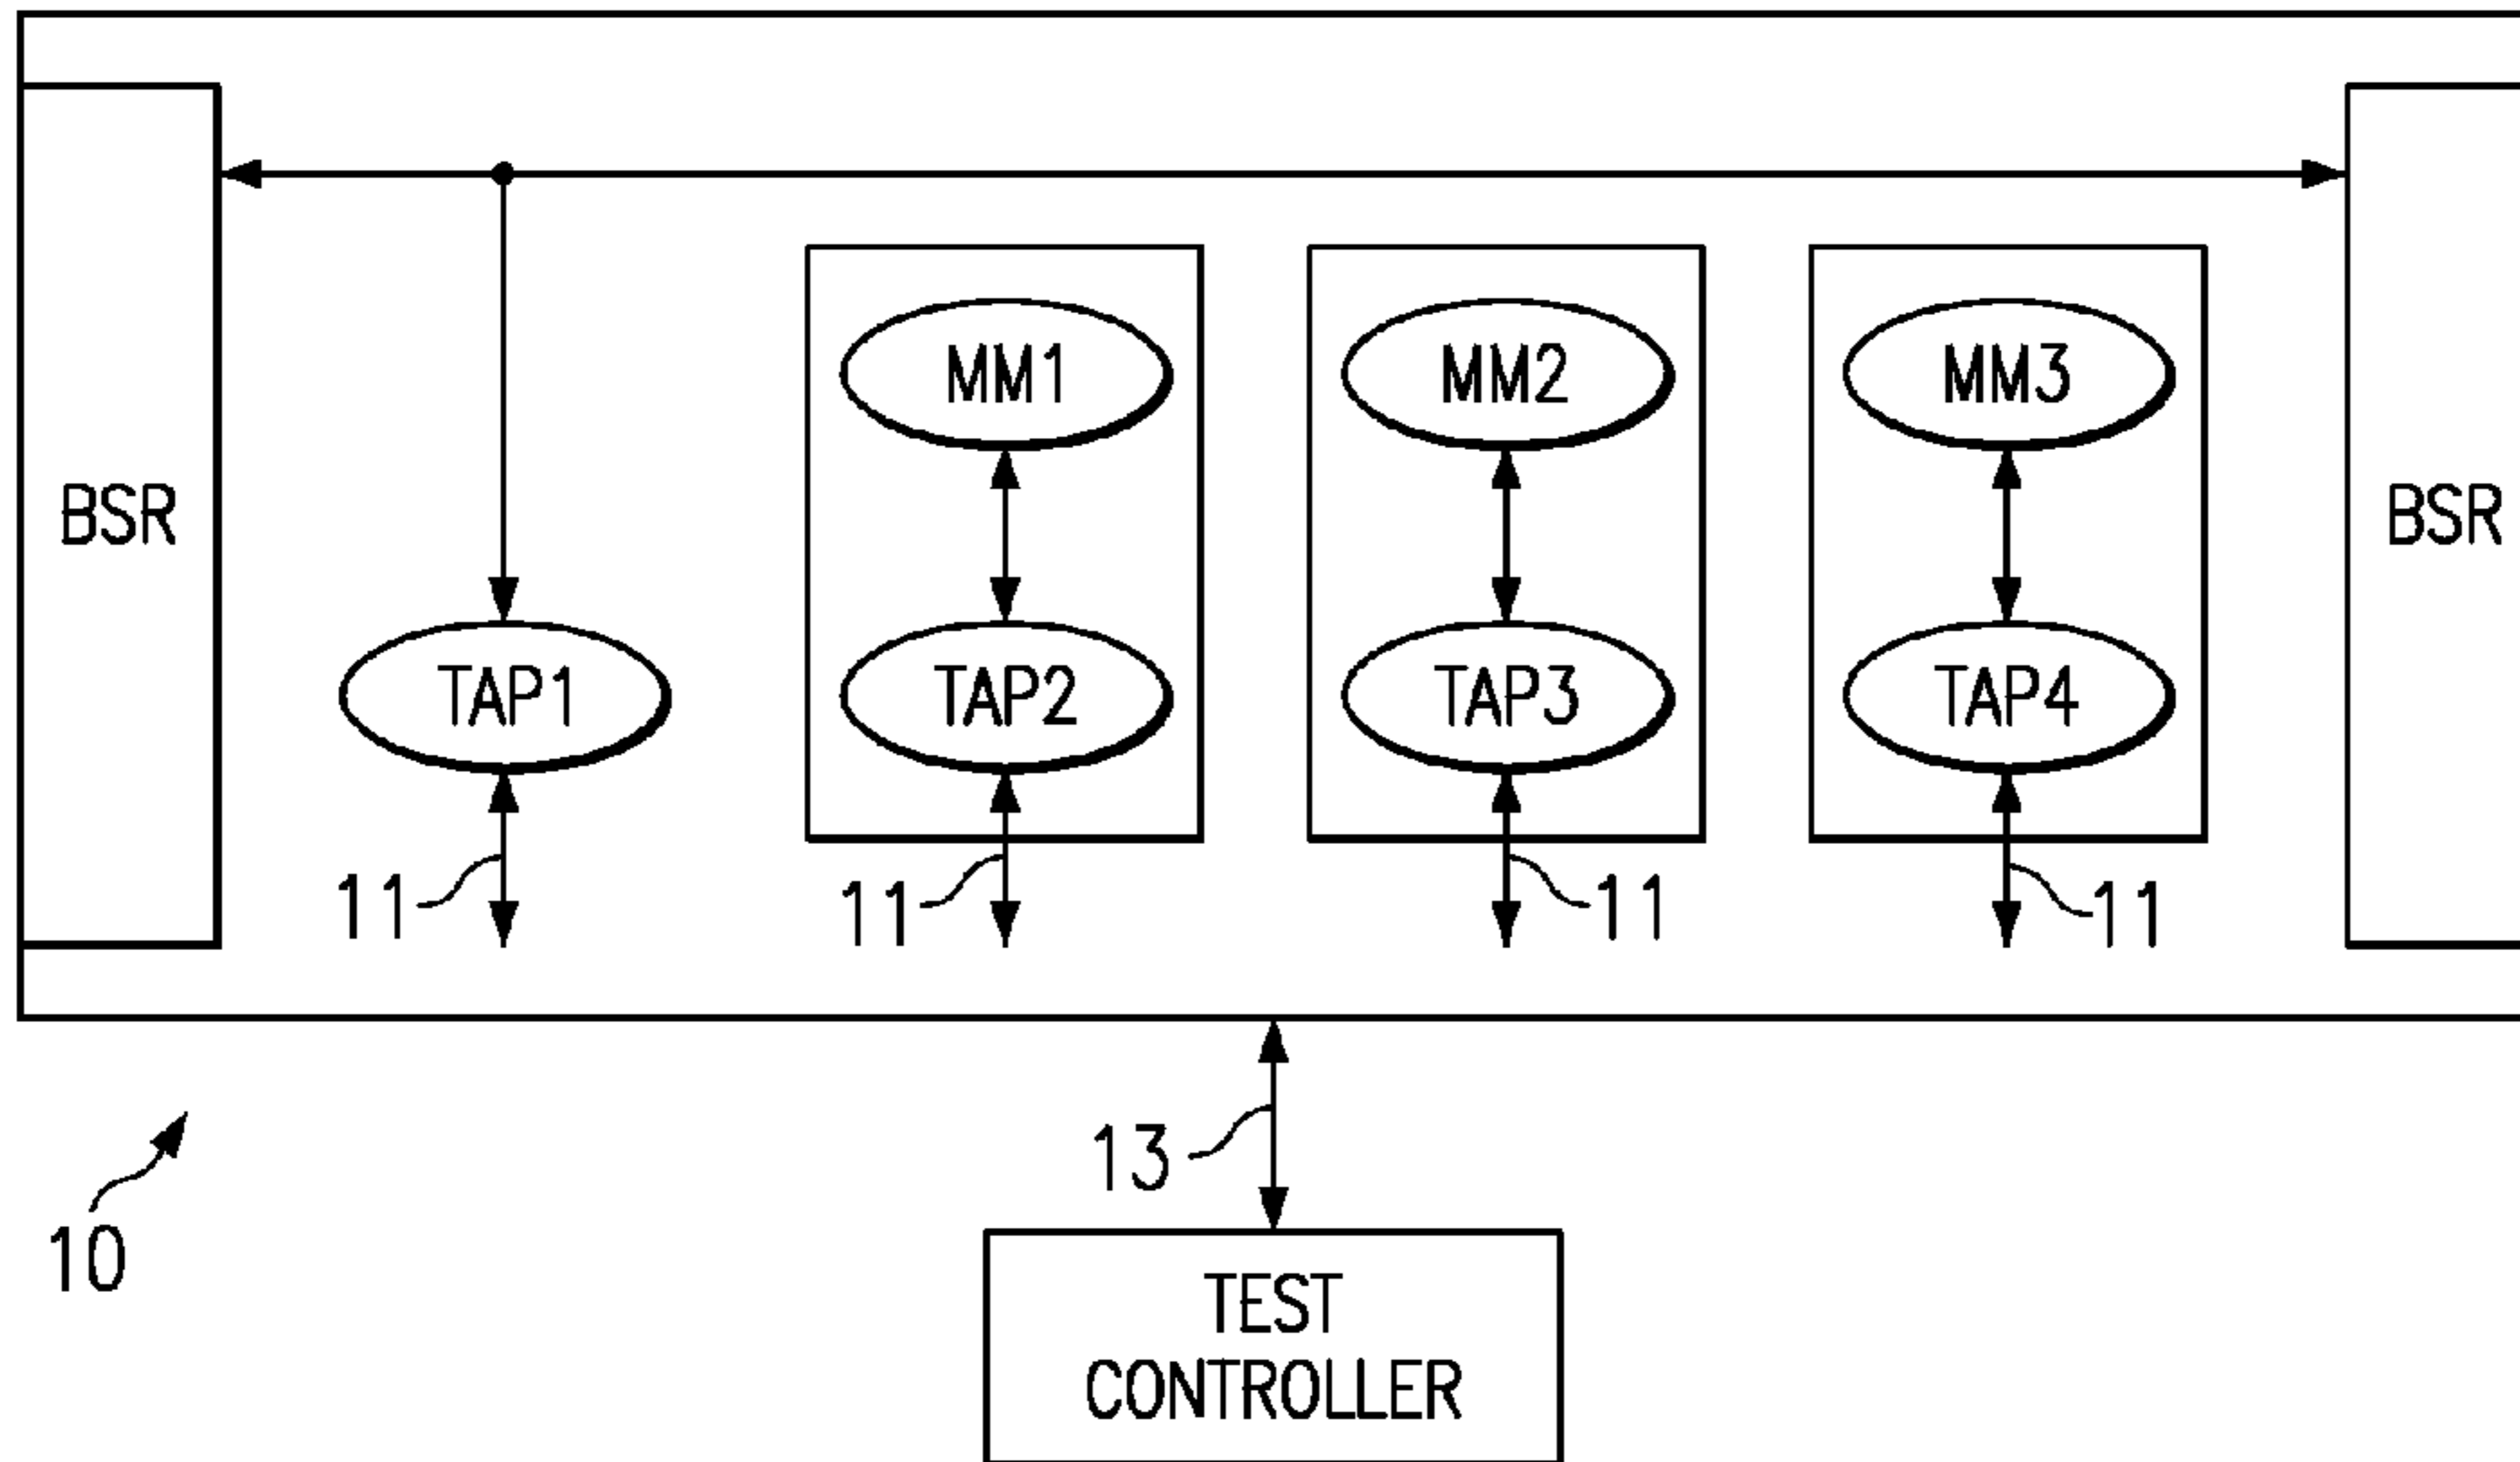 MM1
MM2
MM3
BSR
BSR
TAP1
TAP2
TAP3
TAP4
11
11
11
11
13
10
TEST
CONTROLLER